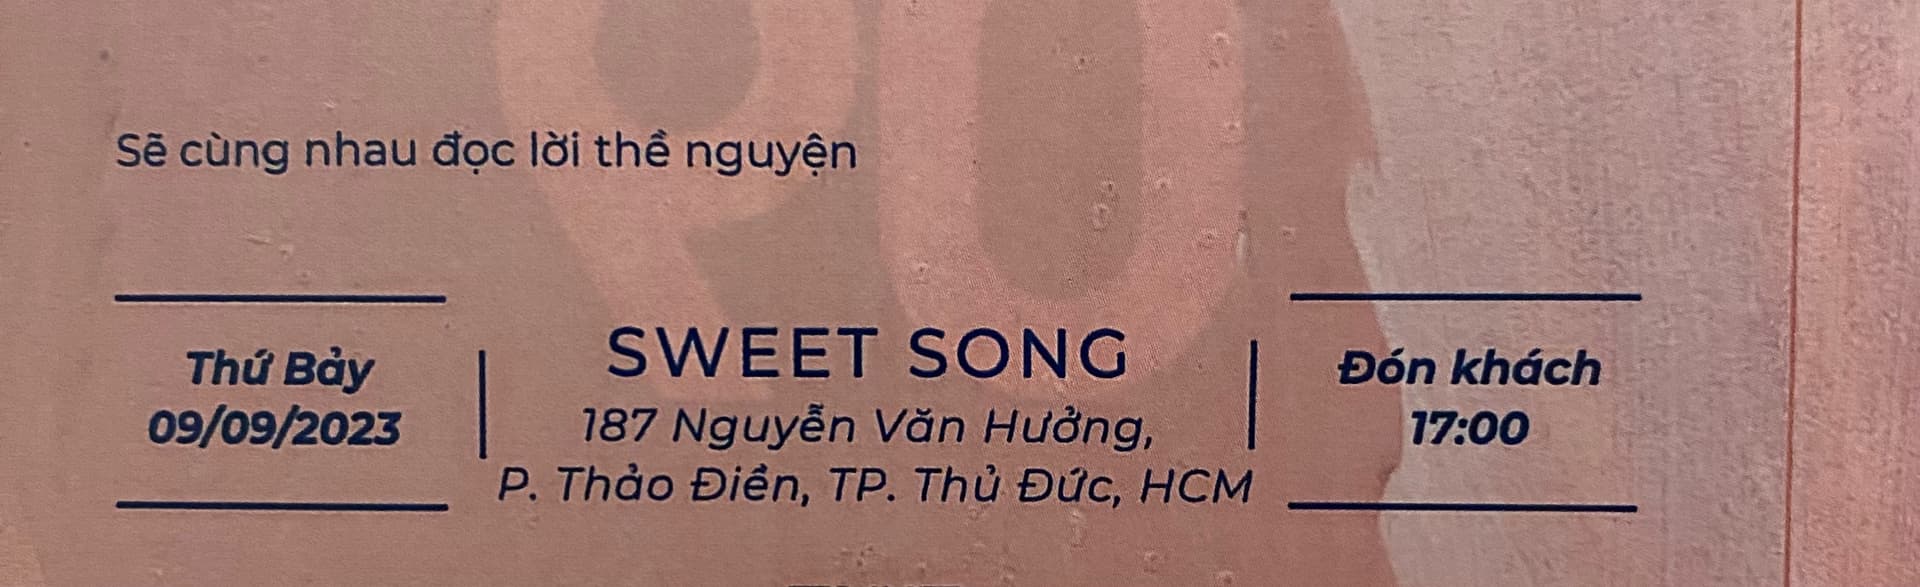 90
Sẽ cùng nhau đọc lời thề nguyện
Thứ Bảy
09/09/2023
SWEET SONG
187 Nguyễn Văn Hưởng,
P. Thảo Điền, TP. Thủ Đức, HCM
Đón khách
17:00